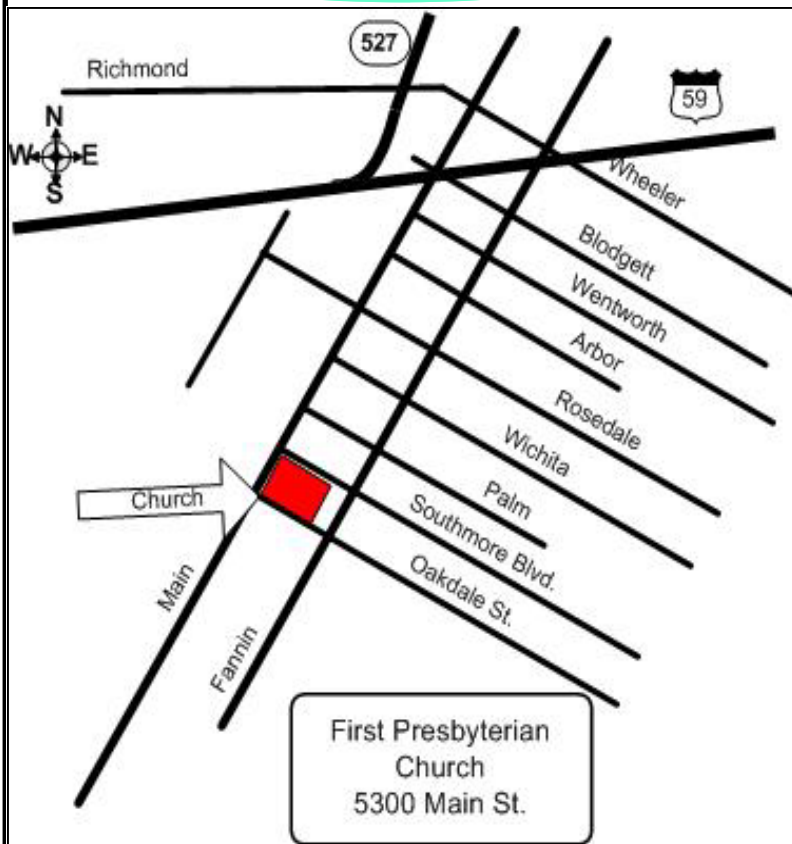 527
Richmond
59
N
W E
S
Wheeler
Blodgett
Wentworth
Arbor
Rosedale
Wichita
Palm
Southmore Blvd.
Oakdale St.
Church
Main
Fannin
First Presbyterian
Church
5300 Main St.